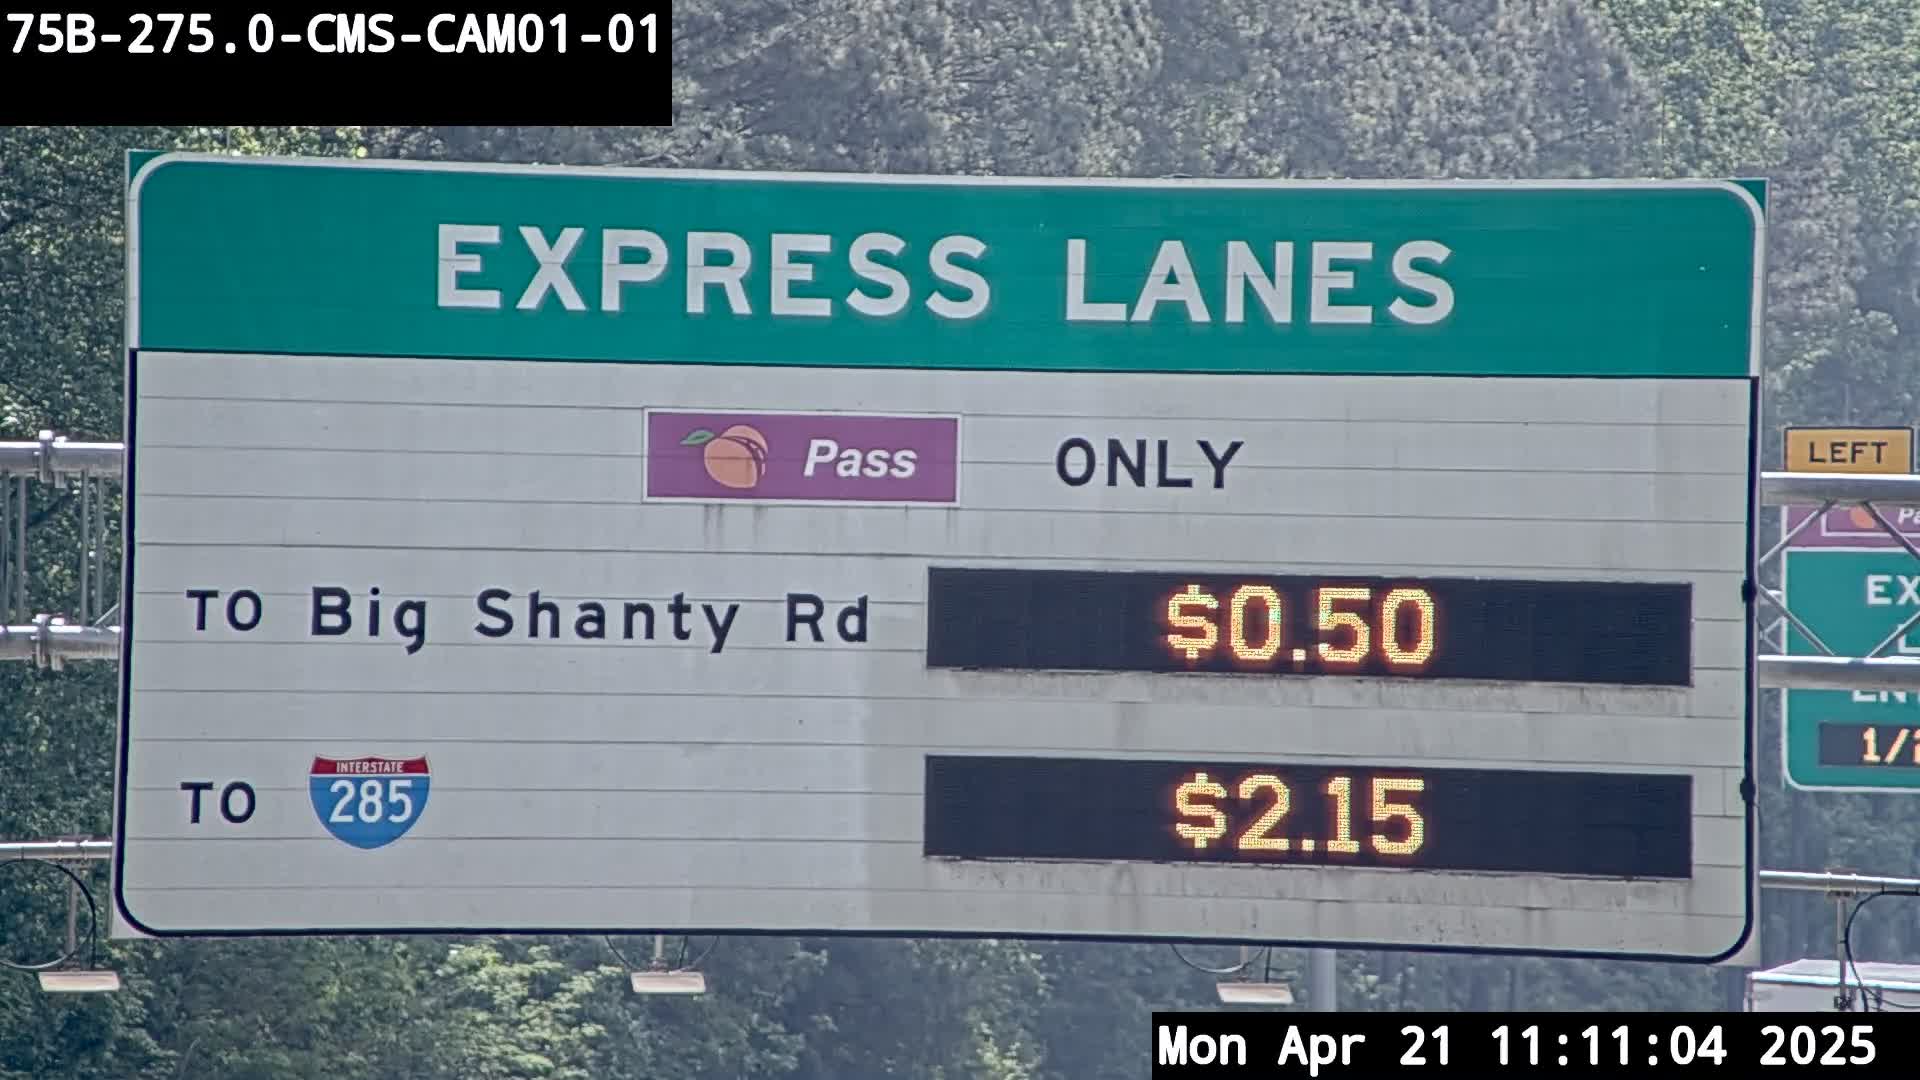 75B-275.0-CMS-CAM01-01
EXPRESS LANES
Pass ONLY
TO Big Shanty Rd $0.50
TO INTERSTATE 285 $2.15
LEFT
Mon Apr 21 11:11:04 2025